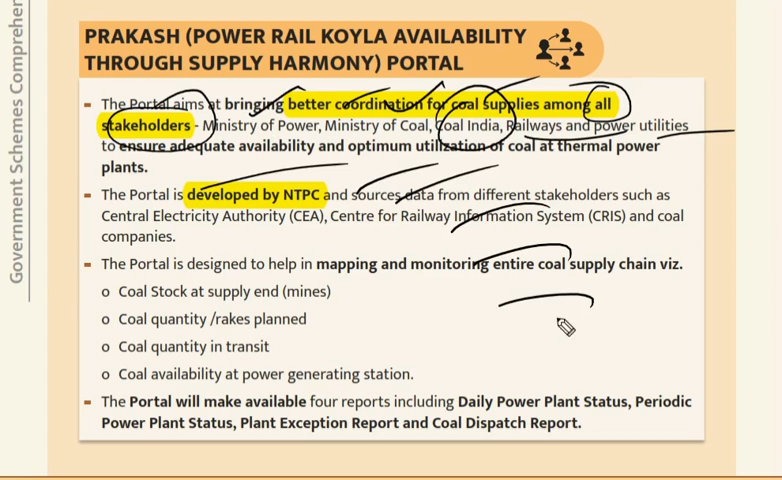 Government Schemes Comprehen
PRAKASH (POWER RAIL KOYLA AVAILABILITY
THROUGH SUPPLY HARMONY) PORTAL
- The Portal aims at bringing better coordination for coal supplies among all
stakeholders - Ministry of Power, Ministry of Coal, Coal India, Railways and power utilities
to ensure adequate availability and optimum utilization of coal at thermal power
plants.
- The Portal is developed by NTPC and sources data from different stakeholders such as
Central Electricity Authority (CEA), Centre for Railway Information System (CRIS) and coal
companies.
- The Portal is designed to help in mapping and monitoring entire coal supply chain viz.
o Coal Stock at supply end (mines)
o Coal quantity /rakes planned
o Coal quantity in transit
o Coal availability at power generating station.
- The Portal will make available four reports including Daily Power Plant Status, Periodic
Power Plant Status, Plant Exception Report and Coal Dispatch Report.